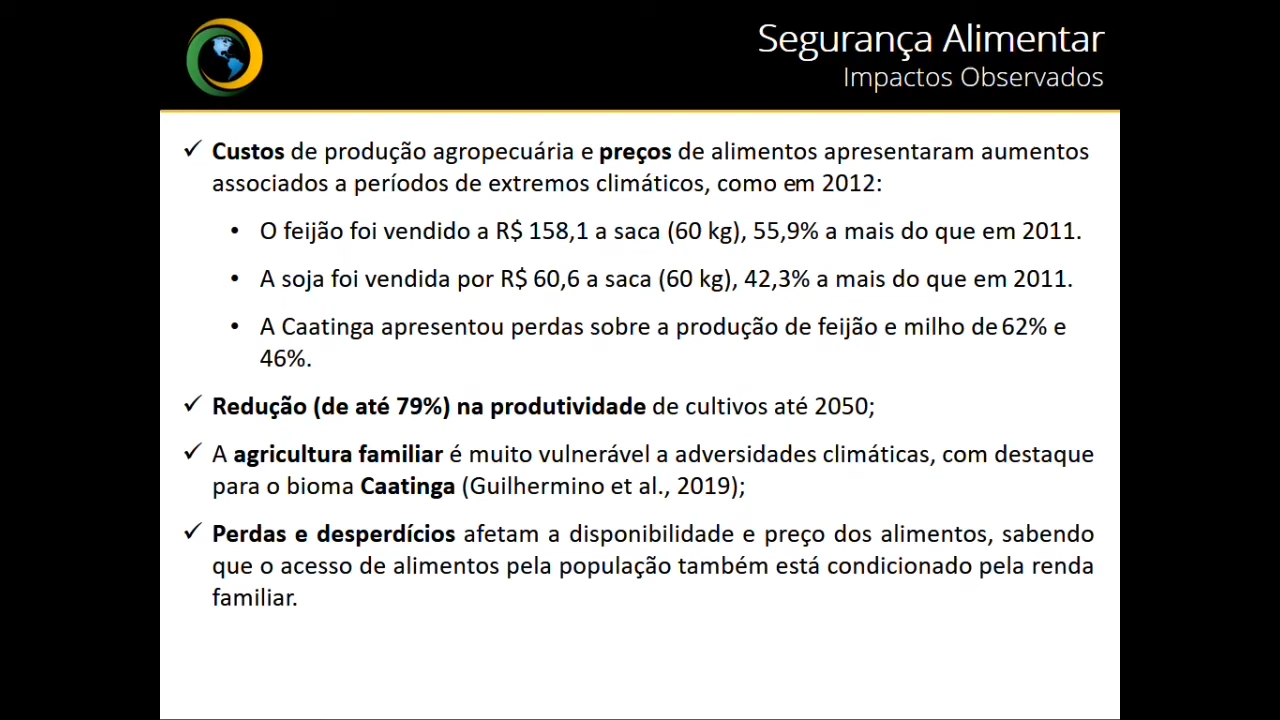 Segurança Alimentar
Impactos Observados
✓ Custos de produção agropecuária e preços de alimentos apresentaram aumentos
associados a períodos de extremos climáticos, como em 2012:
• O feijão foi vendido a R$ 158,1 a saca (60 kg), 55,9% a mais do que em 2011.
• A soja foi vendida por R$ 60,6 a saca (60 kg), 42,3% a mais do que em 2011.
• A Caatinga apresentou perdas sobre a produção de feijão e milho de 62% e
46%.
✓ Redução (de até 79%) na produtividade de cultivos até 2050;
✓ A agricultura familiar é muito vulnerável a adversidades climáticas, com destaque
para o bioma Caatinga (Guilhermino et al., 2019);
✓ Perdas e desperdícios afetam a disponibilidade e preço dos alimentos, sabendo
que o acesso de alimentos pela população também está condicionado pela renda
familiar.